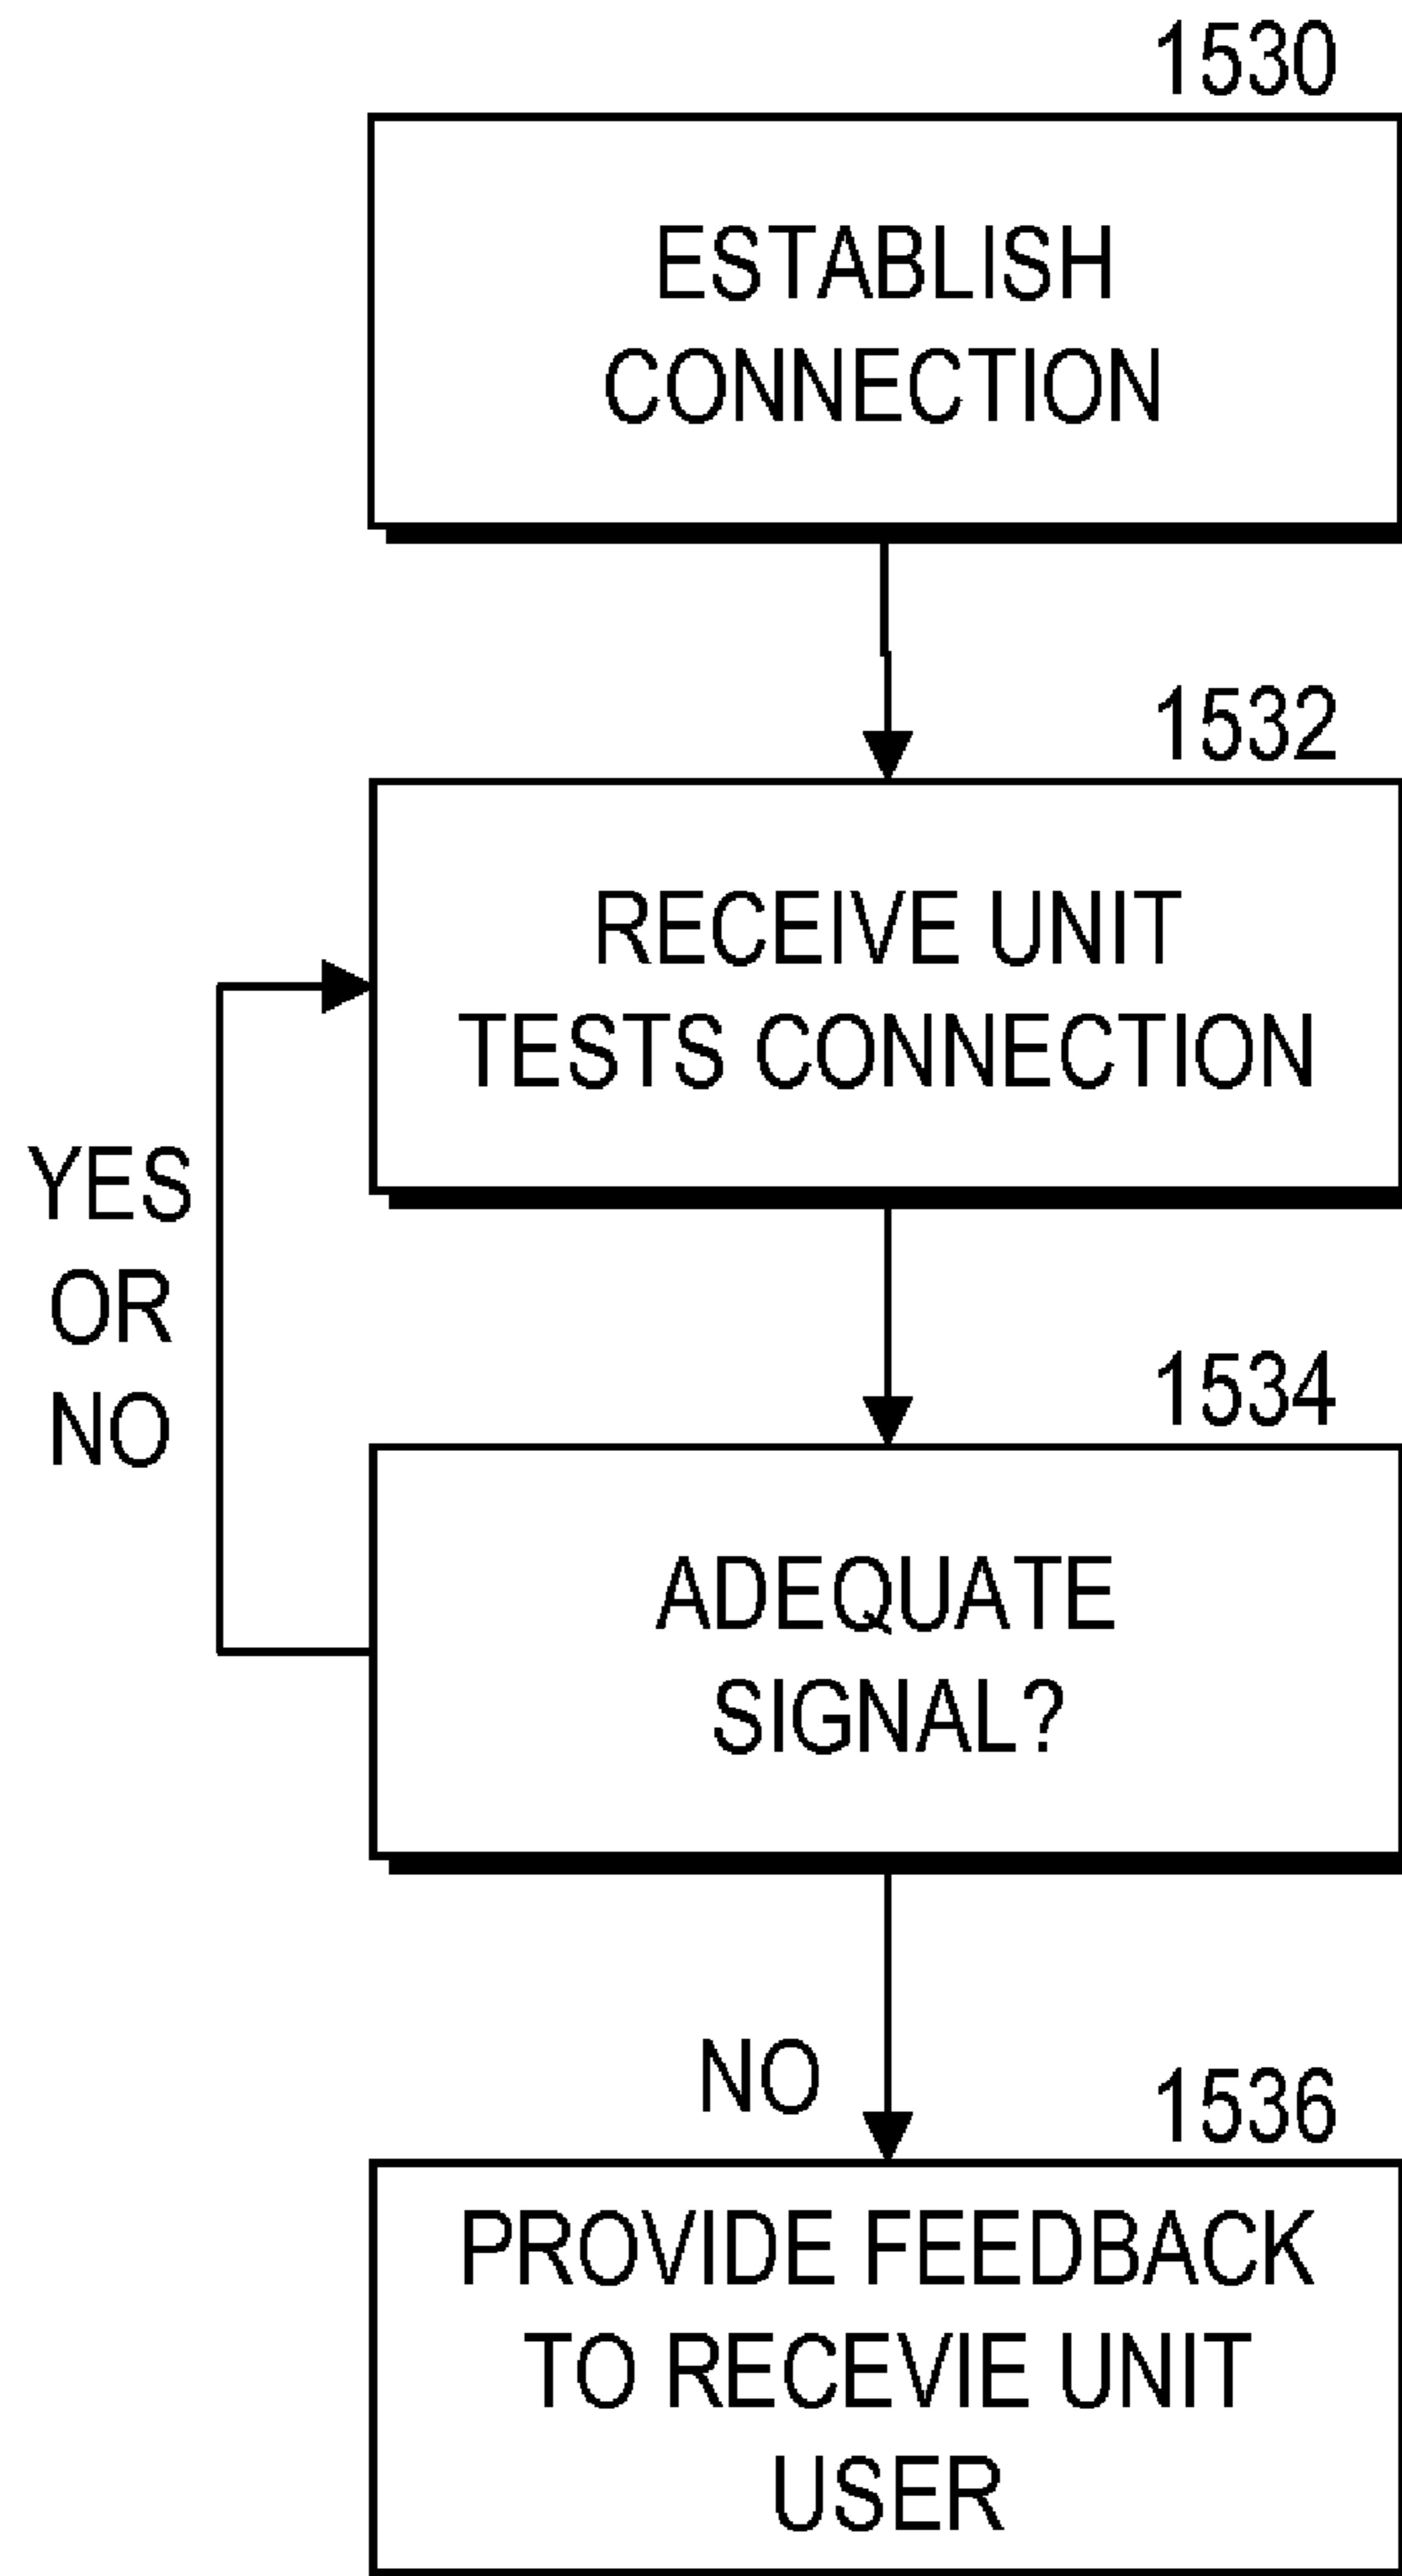 1530
ESTABLISH
CONNECTION
1532
RECEIVE UNIT
TESTS CONNECTION
YES
OR
NO
1534
ADEQUATE
SIGNAL?
NO
1536
PROVIDE FEEDBACK
TO RECEVIE UNIT
USER